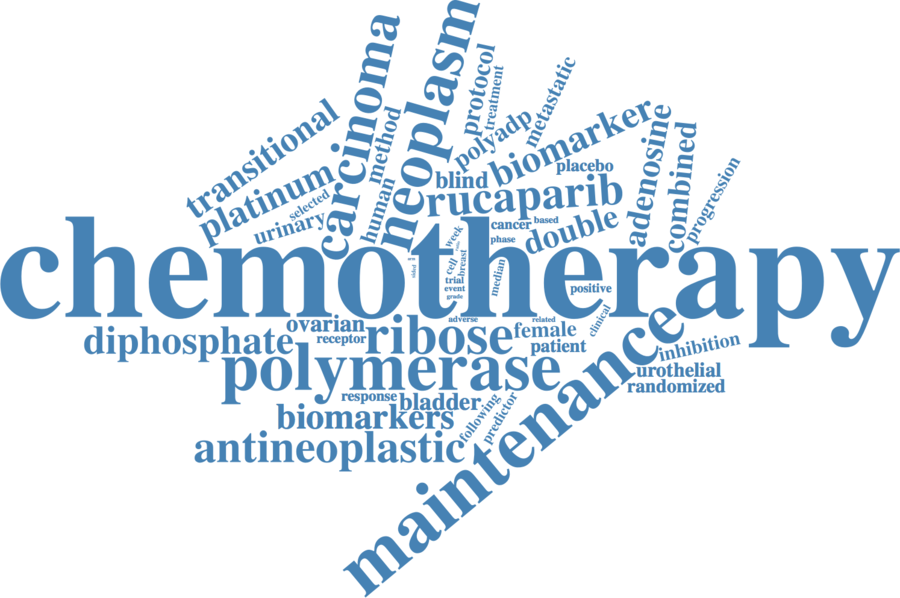 neoplasm
carcinoma
protocol
treatment
metastatic
transitional
method
polyadp
biomarker
adenosine
platinum
human
placebo
combined
blind
rucaparib
progression
selected
urinary
cancer
based
double
week
phase
chemotherapy
cell
breast
median
trial
event
grade
positive
clinical
diphosphate
ovarian
receptor
ribose
adverse
related
female
patient
maintenance
inhibition
polymerase
urothelial
randomized
response
bladder
biomarkers
following
predictor
antineoplastic